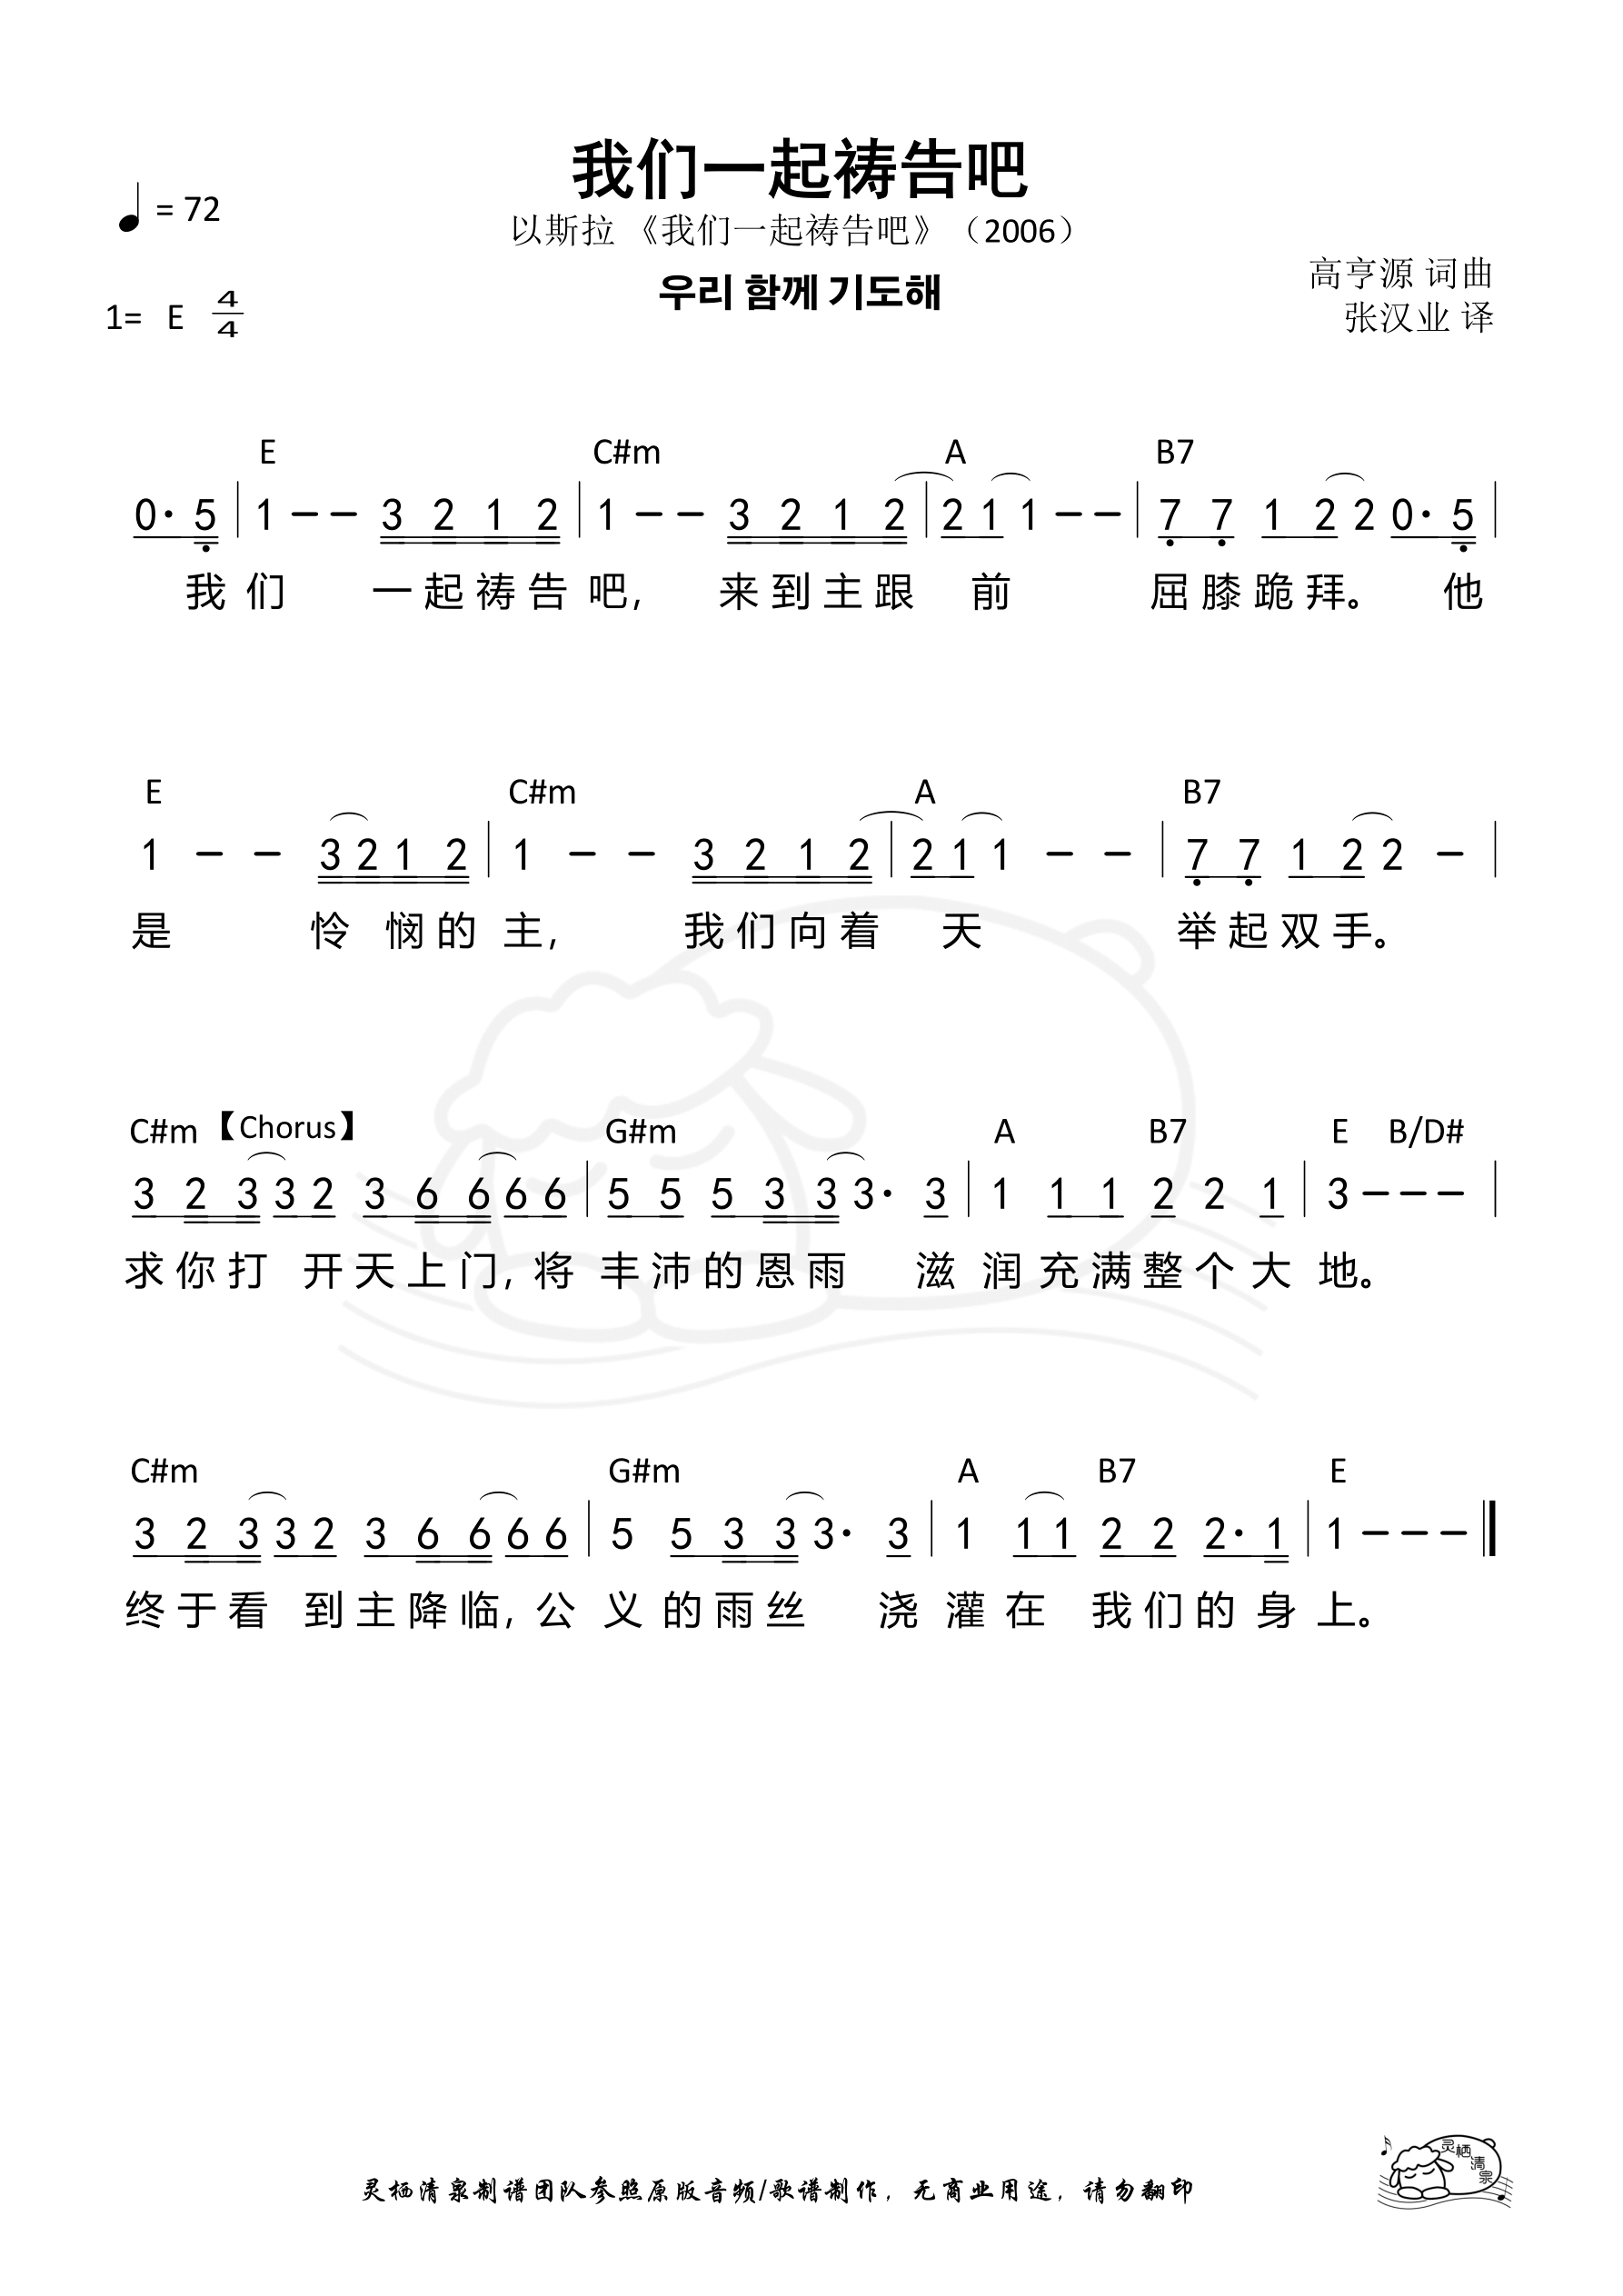 我们一起祷告吧
♩ = 72
以斯拉 《我们一起祷告吧》（2006）
우리 함께 기도해
高亨源 词曲
1= E 4/4
张汉业 译
E C#m A B7
0· 5 | 1 – – 3 2 1 2 | 1 – – 3 2 1 2 | 2 1 1 – – | 7 7 1 2 2 0· 5 |
我 们 一 起 祷 告 吧, 来 到 主 跟 前 屈 膝 跪 拜。 他
E C#m A B7
1 – – 3 2 1 2 | 1 – – 3 2 1 2 | 2 1 1 – – | 7 7 1 2 2 – |
是 怜 悯 的 主, 我 们 向 着 天 举 起 双 手。
C#m 【Chorus】 G#m A B7 E B/D#
3 2 3 3 2 3 6 6 6 6 | 5 5 5 3 3 3· 3 | 1 1 1 2 2 1 | 3 – – – |
求 你 打 开 天 上 门, 将 丰 沛 的 恩 雨 滋 润 充 满 整 个 大 地。
C#m G#m A B7 E
3 2 3 3 2 3 6 6 6 6 | 5 5 3 3 3· 3 | 1 1 1 2 2 2· 1 | 1 – – – ‖
终 于 看 到 主 降 临, 公 义 的 雨 丝 浇 灌 在 我 们 的 身 上。
灵栖清泉
灵栖清泉制谱团队参照原版音频/歌谱制作，无商业用途，请勿翻印